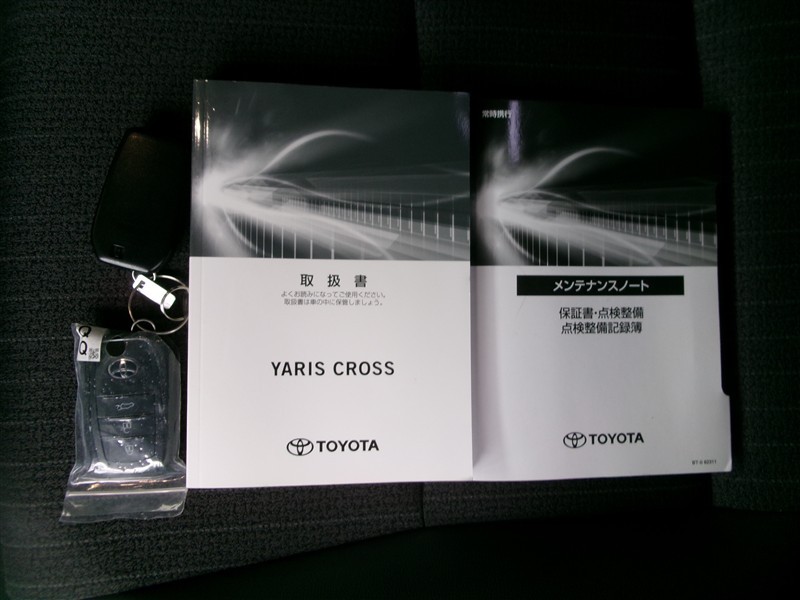 取扱書
よくお読みになってご使用ください。
取扱書は車の中に保管しましょう。
YARIS CROSS
TOYOTA
常時携行
メンテナンスノート
保証書・点検整備
点検整備記録簿
TOYOTA
F
Q
Q